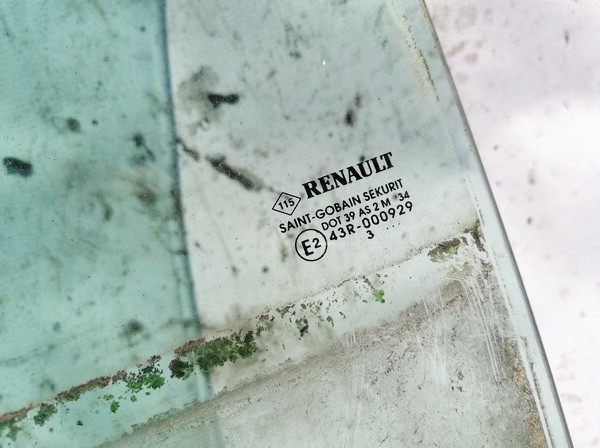 115 RENAULT
SAINT-GOBAIN SEKURIT
DOT 39 AS 2 M 34
E2 43R-000929
3